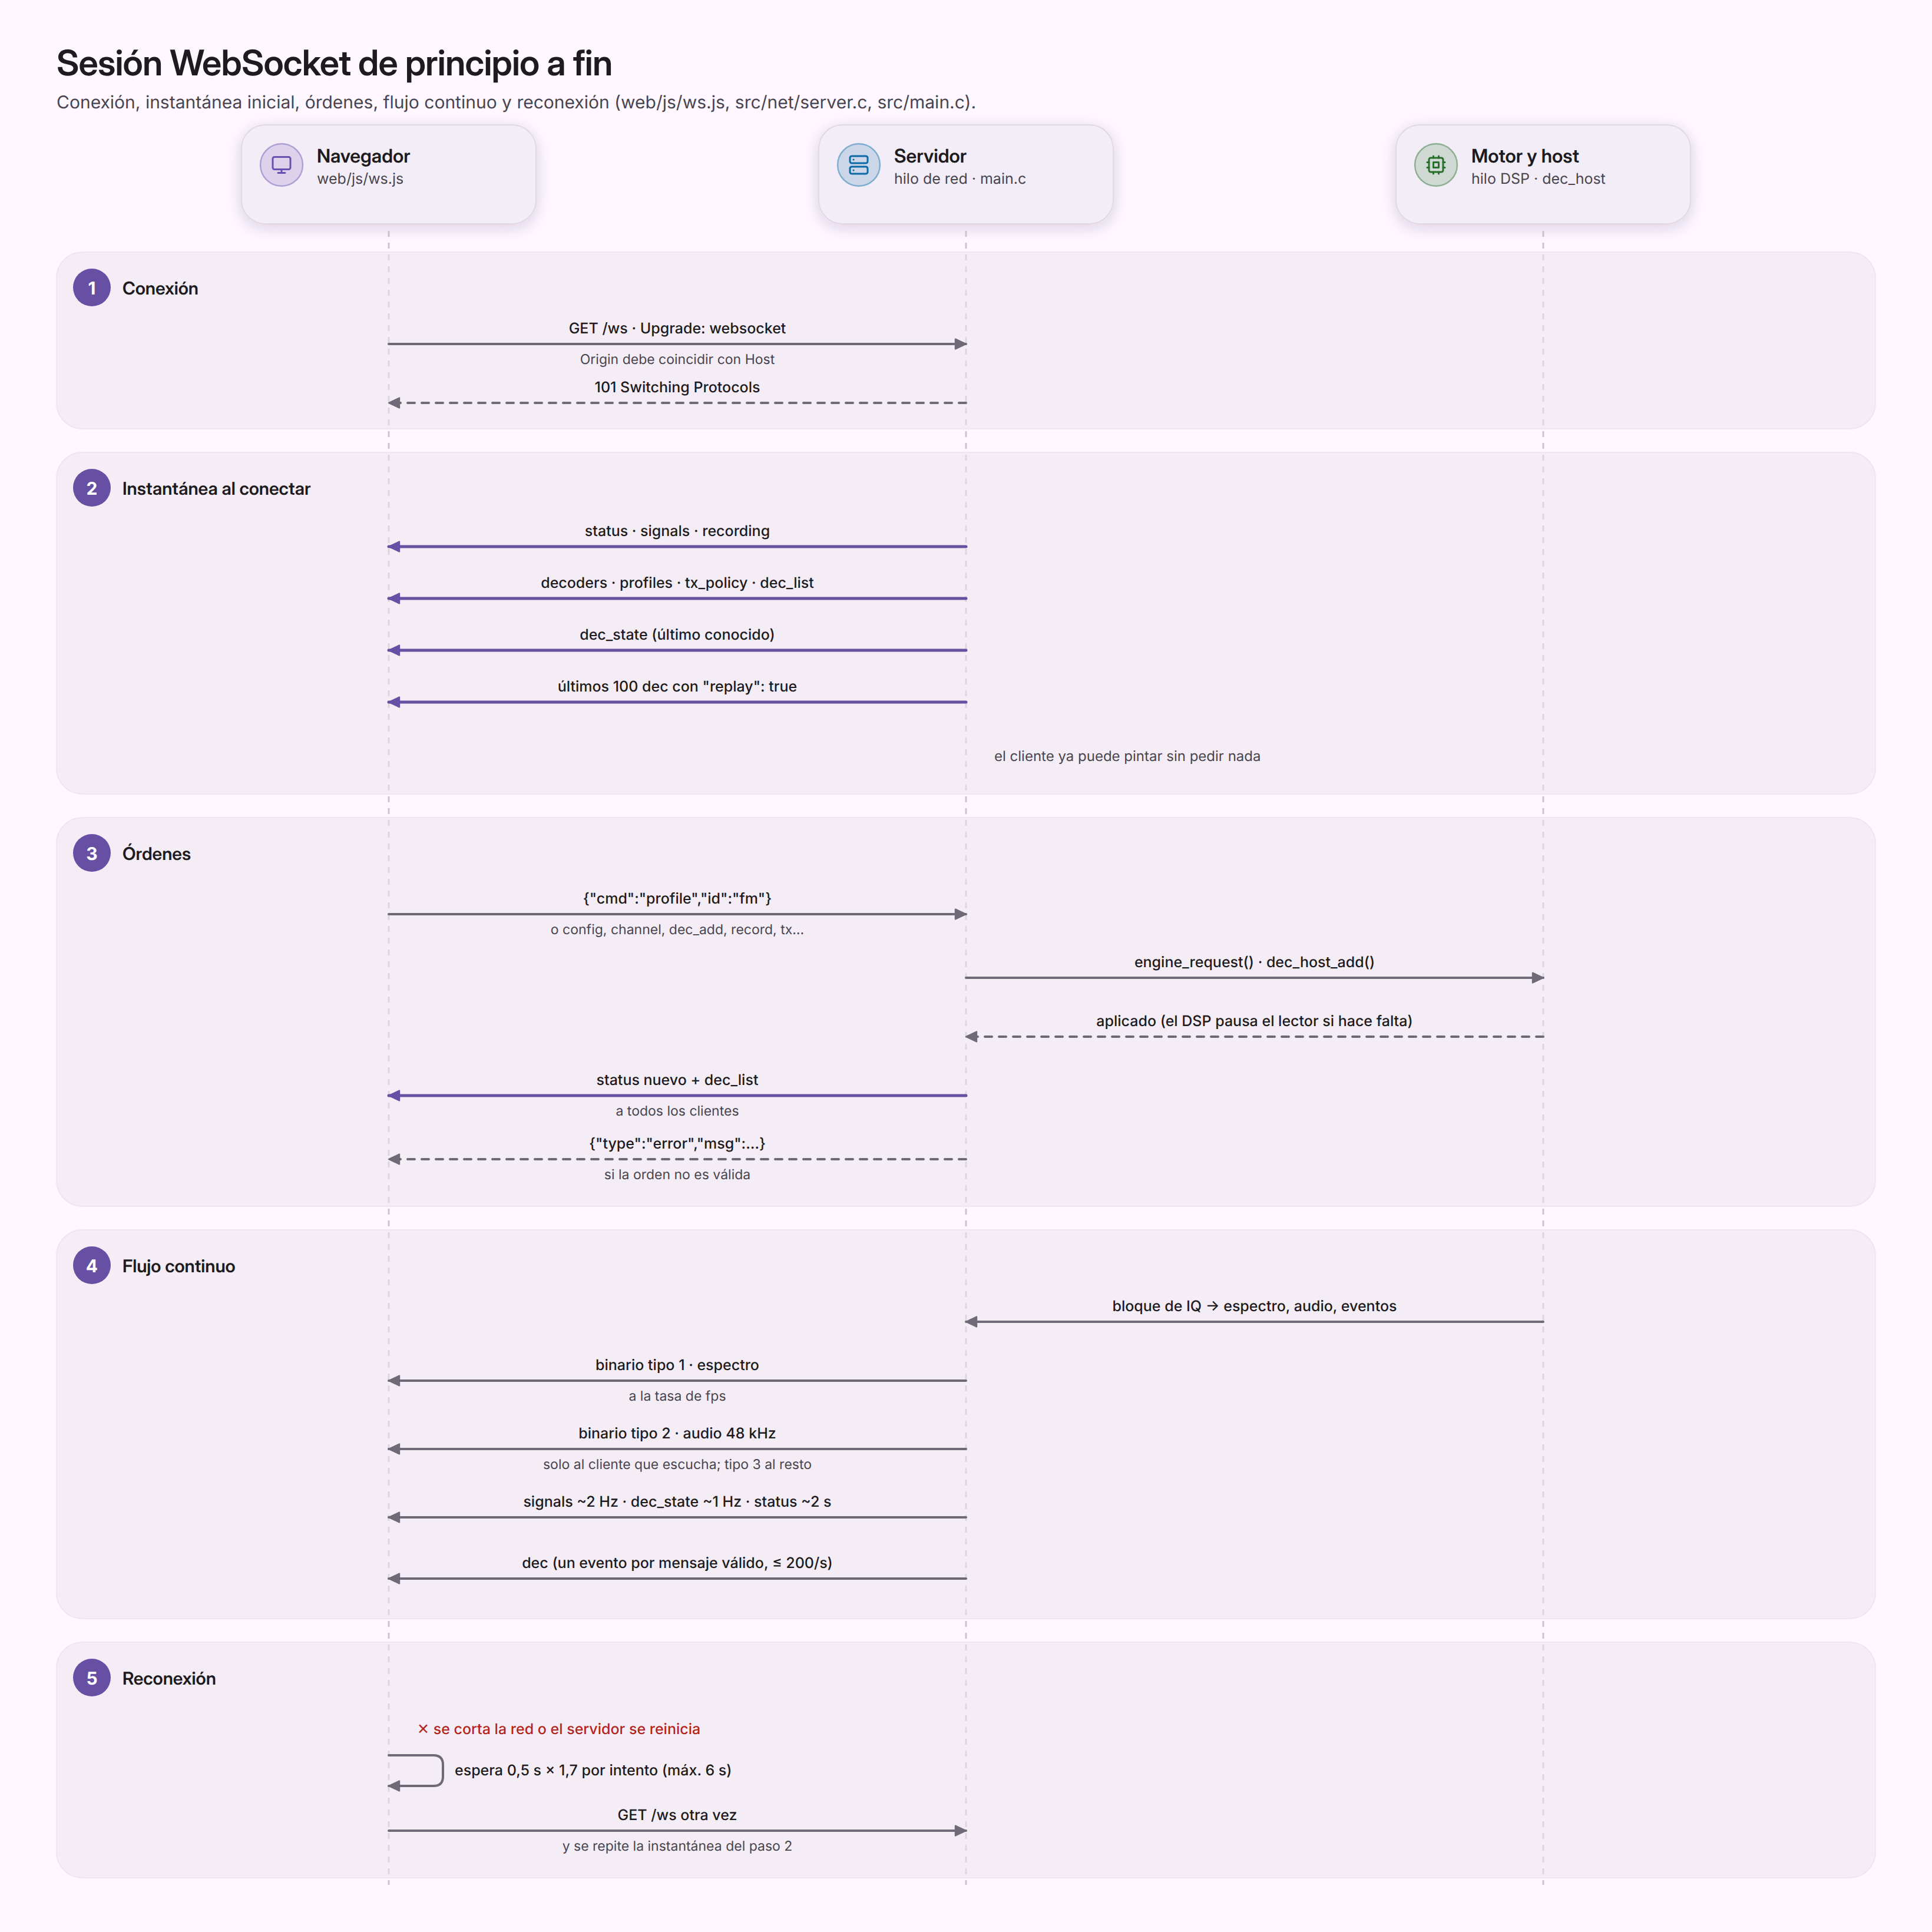 Sesión WebSocket de principio a fin
Conexión, instantánea inicial, órdenes, flujo continuo y reconexión (web/js/ws.js, src/net/server.c, src/main.c).
Navegador
web/js/ws.js
Servidor
hilo de red · main.c
Motor y host
hilo DSP · dec_host
1 Conexión
GET /ws · Upgrade: websocket
Origin debe coincidir con Host
101 Switching Protocols
2 Instantánea al conectar
status · signals · recording
decoders · profiles · tx_policy · dec_list
dec_state (último conocido)
últimos 100 dec con "replay": true
el cliente ya puede pintar sin pedir nada
3 Órdenes
{"cmd":"profile","id":"fm"}
o config, channel, dec_add, record, tx...
engine_request() · dec_host_add()
aplicado (el DSP pausa el lector si hace falta)
status nuevo + dec_list
a todos los clientes
{"type":"error","msg":...}
si la orden no es válida
4 Flujo continuo
bloque de IQ → espectro, audio, eventos
binario tipo 1 · espectro
a la tasa de fps
binario tipo 2 · audio 48 kHz
solo al cliente que escucha; tipo 3 al resto
signals ~2 Hz · dec_state ~1 Hz · status ~2 s
dec (un evento por mensaje válido, ≤ 200/s)
5 Reconexión
✕ se corta la red o el servidor se reinicia
espera 0,5 s × 1,7 por intento (máx. 6 s)
GET /ws otra vez
y se repite la instantánea del paso 2